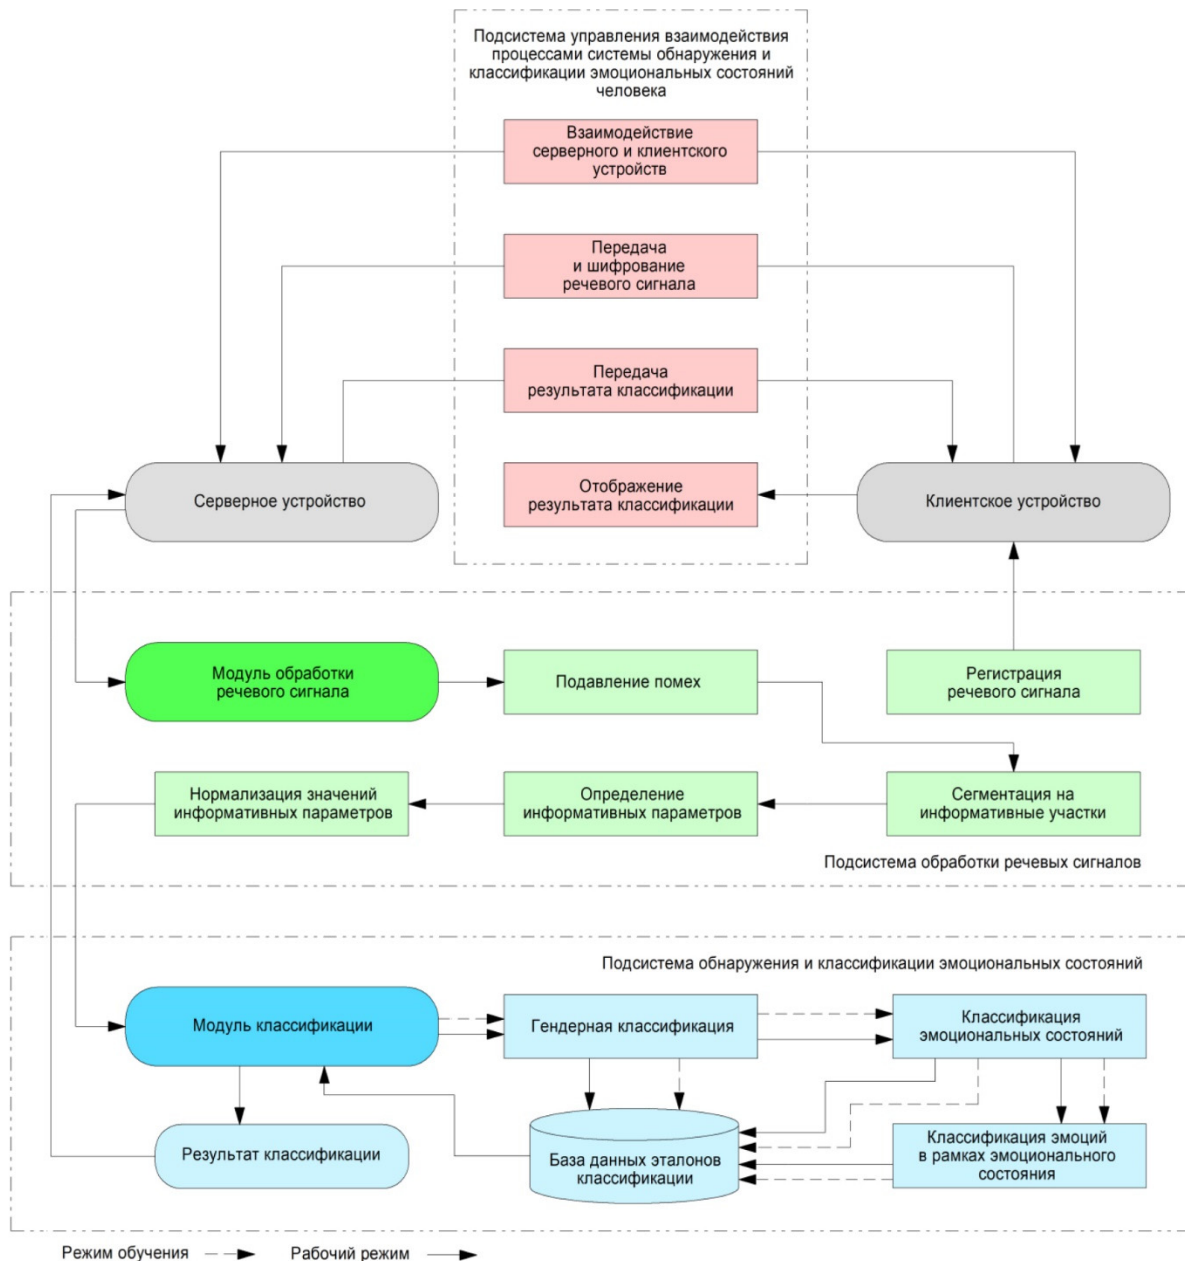 Подсистема управления взаимодействия
процессами системы обнаружения и
классификации эмоциональных состояний
человека
Взаимодействие
серверного и клиентского
устройств
Передача
и шифрование
речевого сигнала
Передача
результата классификации
Серверное устройство
Отображение
результата классификации
Клиентское устройство
Модуль обработки
речевого сигнала
Подавление помех
Регистрация
речевого сигнала
Нормализация значений
информативных параметров
Определение
информативных параметров
Сегментация на
информативные участки
Подсистема обработки речевых сигналов
Подсистема обнаружения и классификации эмоциональных состояний
Модуль классификации
Гендерная классификация
Классификация
эмоциональных состояний
Результат классификации
База данных эталонов
классификации
Классификация эмоций
в рамках эмоционального
состояния
Режим обучения
Рабочий режим